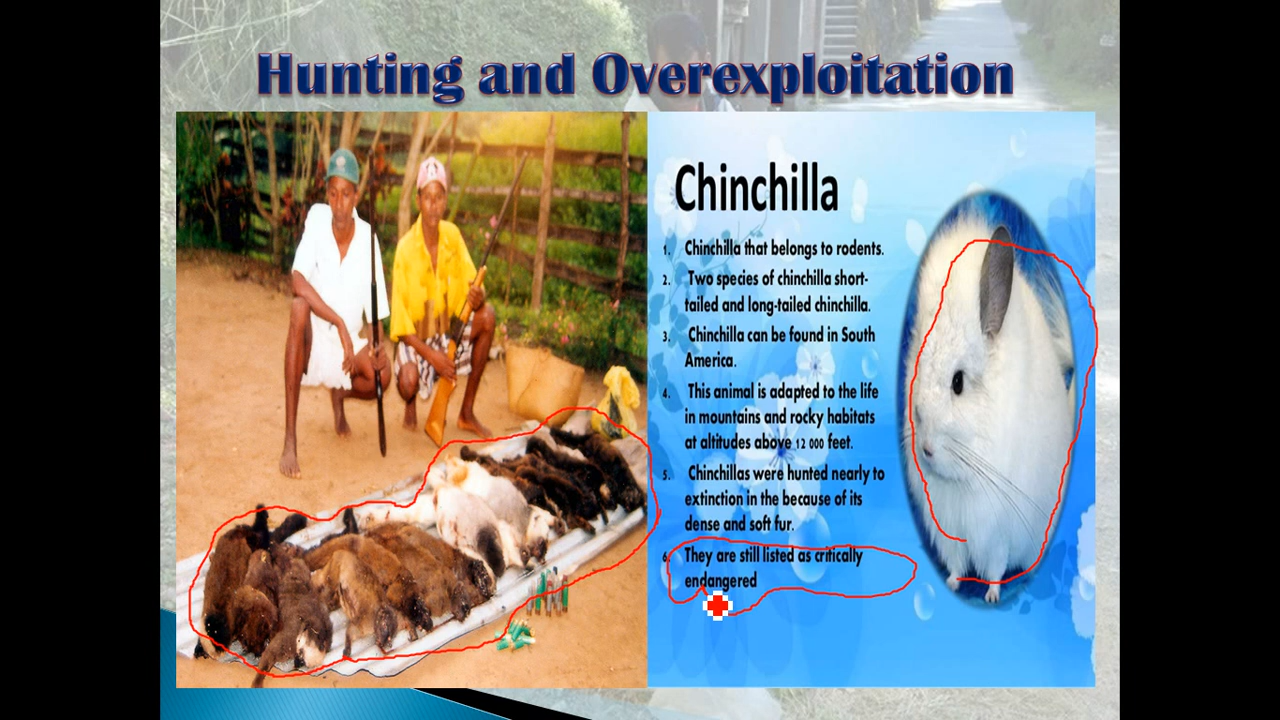 Hunting and Overexploitation
Chinchilla
1. Chinchilla that belongs to rodents.
2. Two species of chinchilla short-
tailed and long-tailed chinchilla.
3. Chinchilla can be found in South
America.
4. This animal is adapted to the life
in mountains and rocky habitats
at altitudes above 12 000 feet.
5. Chinchillas were hunted nearly to
extinction in the because of its
dense and soft fur.
6. They are still listed as critically
endangered